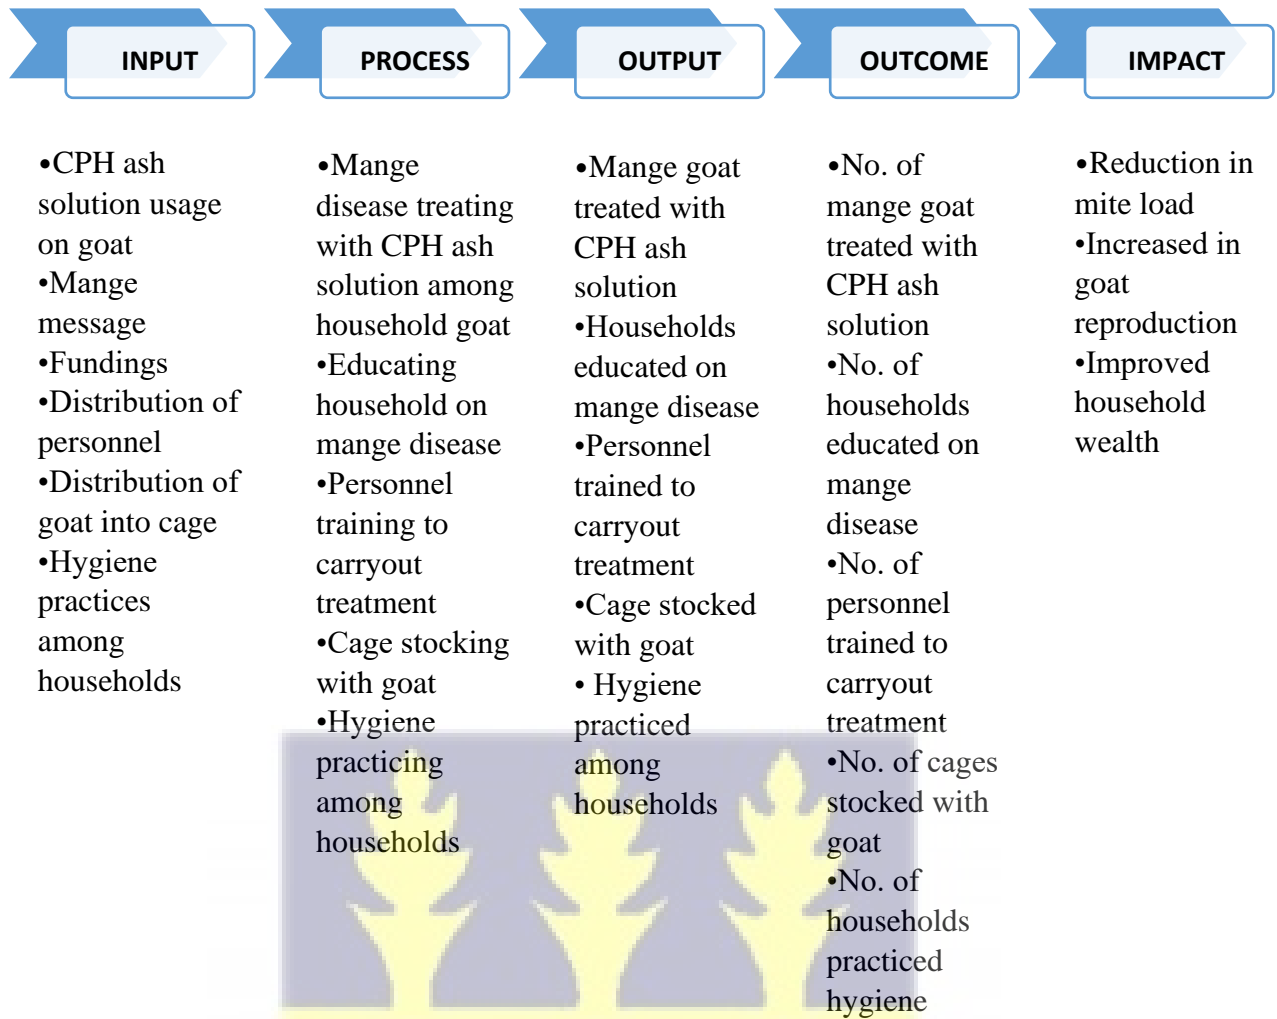 INPUT
PROCESS
OUTPUT
OUTCOME
IMPACT
•CPH ash
solution usage
on goat
•Mange
message
•Fundings
•Distribution of
personnel
•Distribution of
goat into cage
•Hygiene
practices
among
households
•Mange
disease treating
with CPH ash
solution among
household goat
•Educating
household on
mange disease
•Personnel
training to
carryout
treatment
•Cage stocking
with goat
•Hygiene
practicing
among
households
•Mange goat
treated with
CPH ash
solution
•Households
educated on
mange disease
•Personnel
trained to
carryout
treatment
•Cage stocked
with goat
• Hygiene
practiced
among
households
•No. of
mange goat
treated with
CPH ash
solution
•No. of
households
educated on
mange
disease
•No. of
personnel
trained to
carryout
treatment
•No. of cages
stocked with
goat
•No. of
households
practiced
hygiene
•Reduction in
mite load
•Increased in
goat
reproduction
•Improved
household
wealth